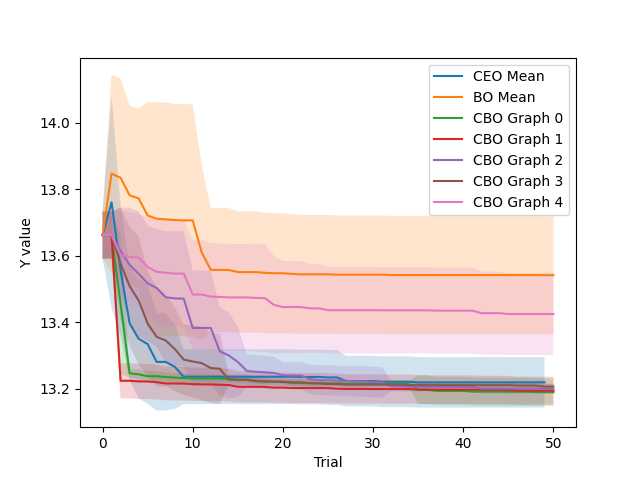 CEO Mean
BO Mean
CBO Graph 0
CBO Graph 1
CBO Graph 2
CBO Graph 3
CBO Graph 4
Y value
14.0
13.8
13.6
13.4
13.2
0 10 20 30 40 50
Trial